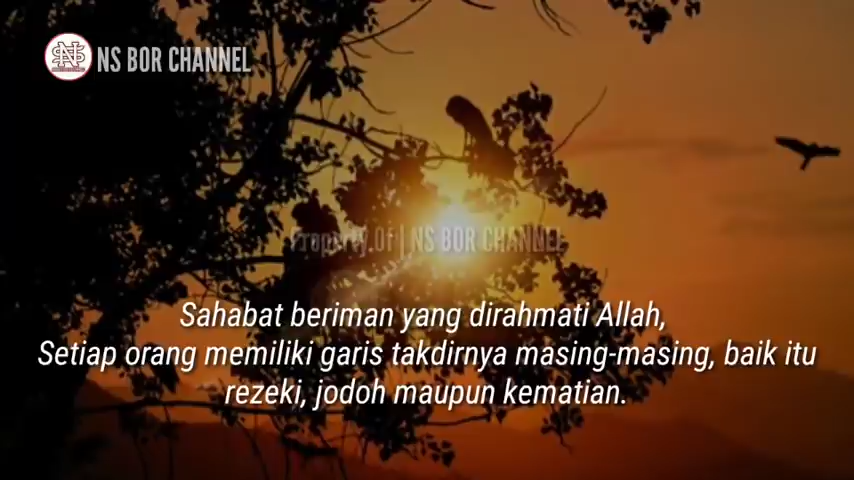 NS BOR CHANNEL
Property Of | NS BOR CHANNEL
Sahabat beriman yang dirahmati Allah,
Setiap orang memiliki garis takdirnya masing-masing, baik itu
rezeki, jodoh maupun kematian.